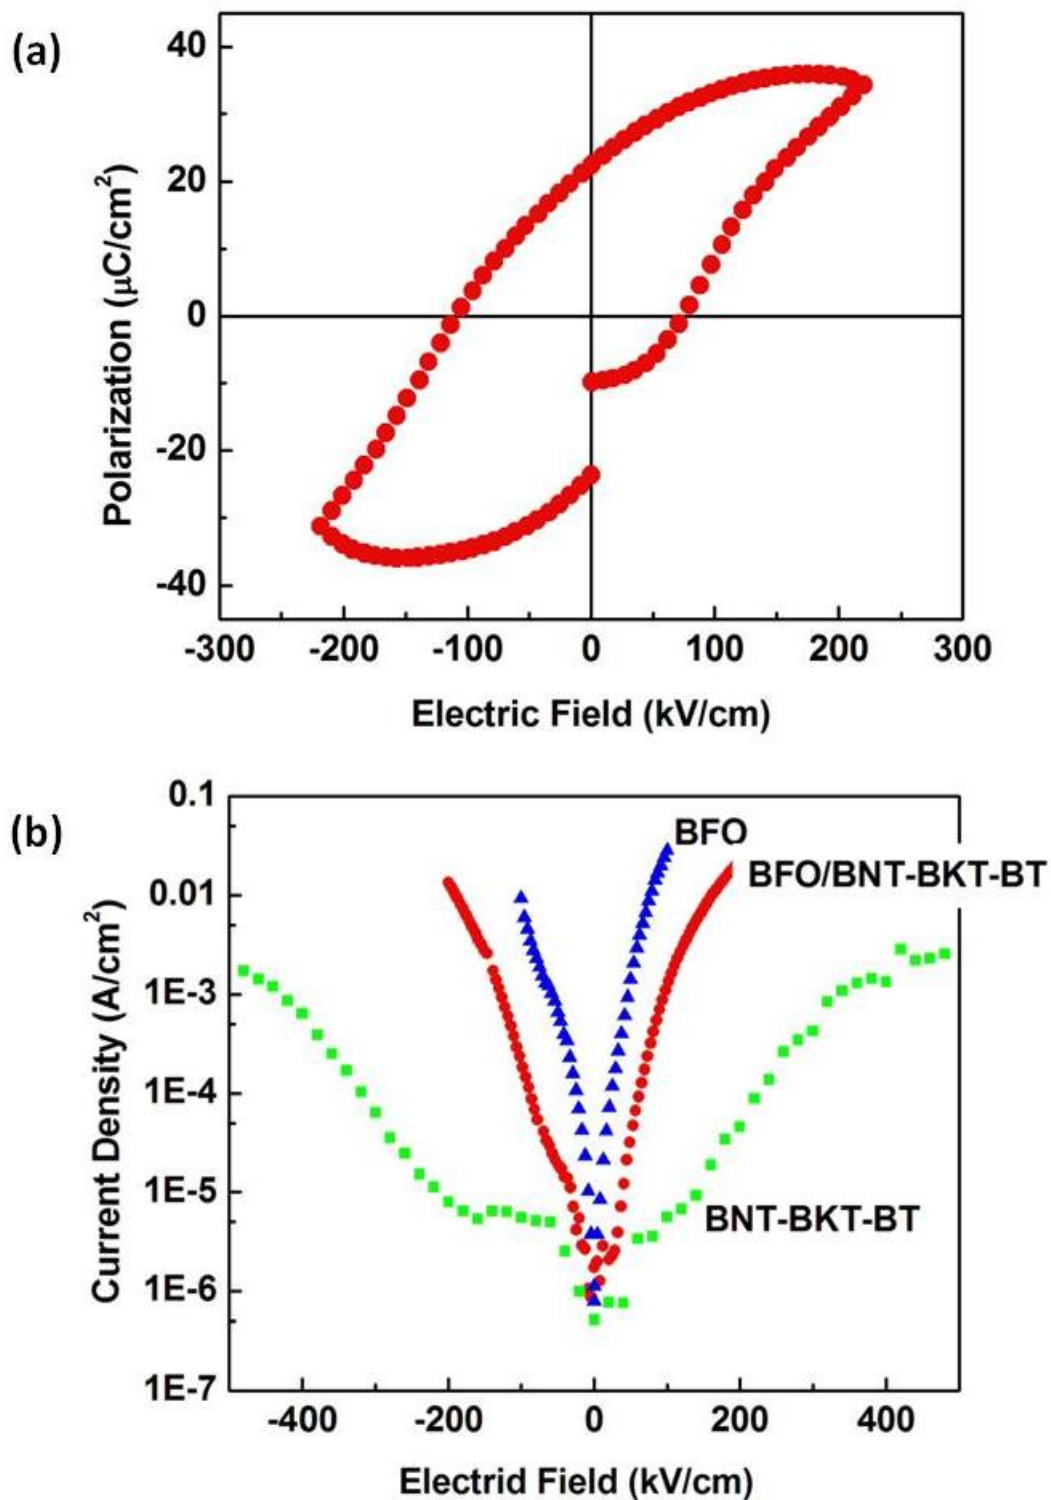 (a)
40
20
0
-20
-40
Polarization (μC/cm²)
-300 -200 -100 0 100 200 300
Electric Field (kV/cm)
(b)
0.1
0.01
1E-3
1E-4
1E-5
1E-6
1E-7
Current Density (A/cm²)
BFO
BFO/BNT-BKT-BT
BNT-BKT-BT
-400 -200 0 200 400
Electrid Field (kV/cm)